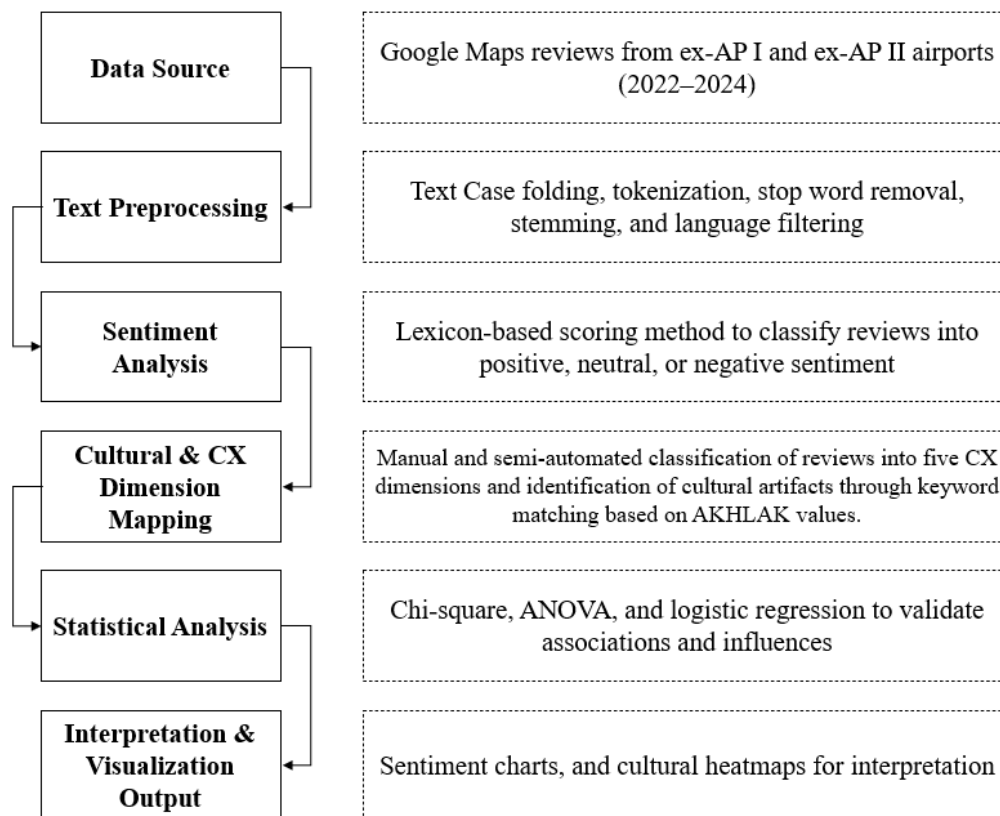 Data Source
Google Maps reviews from ex-AP I and ex-AP II airports
(2022–2024)
Text Preprocessing
Text Case folding, tokenization, stop word removal,
stemming, and language filtering
Sentiment
Analysis
Lexicon-based scoring method to classify reviews into
positive, neutral, or negative sentiment
Cultural & CX
Dimension
Mapping
Manual and semi-automated classification of reviews into five CX
dimensions and identification of cultural artifacts through keyword
matching based on AKHLAK values.
Statistical Analysis
Chi-square, ANOVA, and logistic regression to validate
associations and influences
Interpretation &
Visualization
Output
Sentiment charts, and cultural heatmaps for interpretation